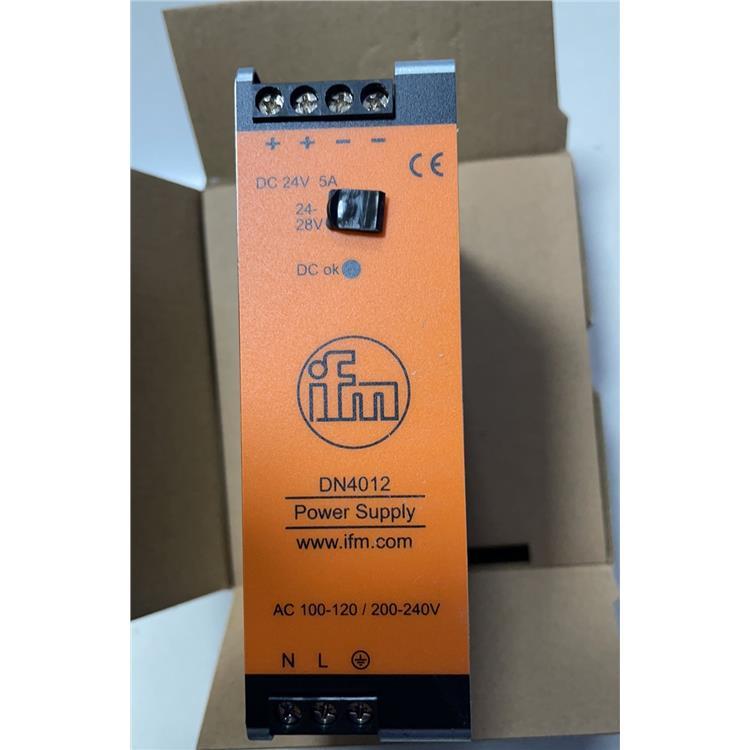 + + − −
CE
DC 24V 5A
24-
28V
DC ok
ifm
DN4012
Power Supply
www.ifm.com
AC 100-120 / 200-240V
N L